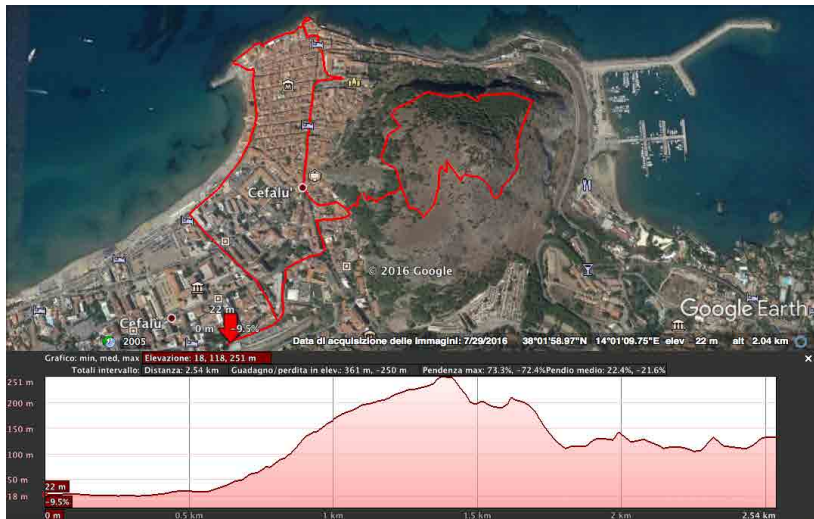 Cefalu'
© 2016 Google
22 m
0 m -9.5%
Cefalù
2005
Google Earth
Data di acquisizione delle immagini: 7/29/2016 38°01'58.97"N 14°01'09.75"E elev 22 m alt 2.04 km
Grafico: min, med, max Elevazione: 18, 118, 251 m
Totali intervallo: Distanza: 2.54 km Guadagno/perdita in elev.: 361 m, -250 m Pendenza max: 73.3%, -72.4% Pendio medio: 22.4%, -21.6%
251 m
200 m
150 m
100 m
50 m
22 m
18 m
-9.5%
0 m 0.5 km 1 km 1.5 km 2 km 2.54 km